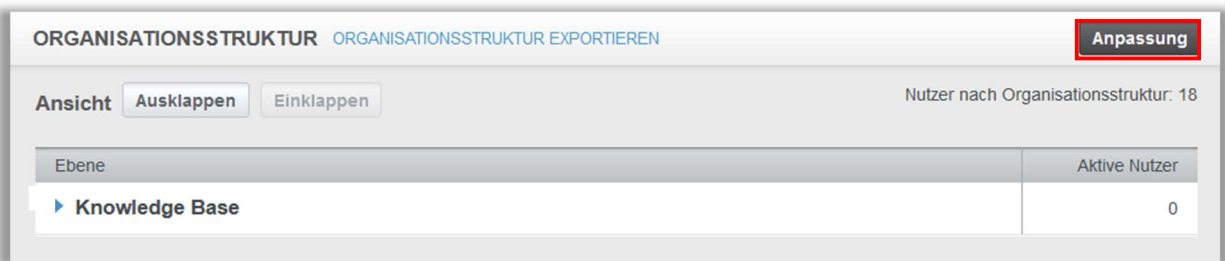 ORGANISATIONSSTRUKTUR ORGANISATIONSSTRUKTUR EXPORTIEREN Anpassung
Ansicht Ausklappen Einklappen Nutzer nach Organisationsstruktur: 18
Ebene Aktive Nutzer
Knowledge Base 0